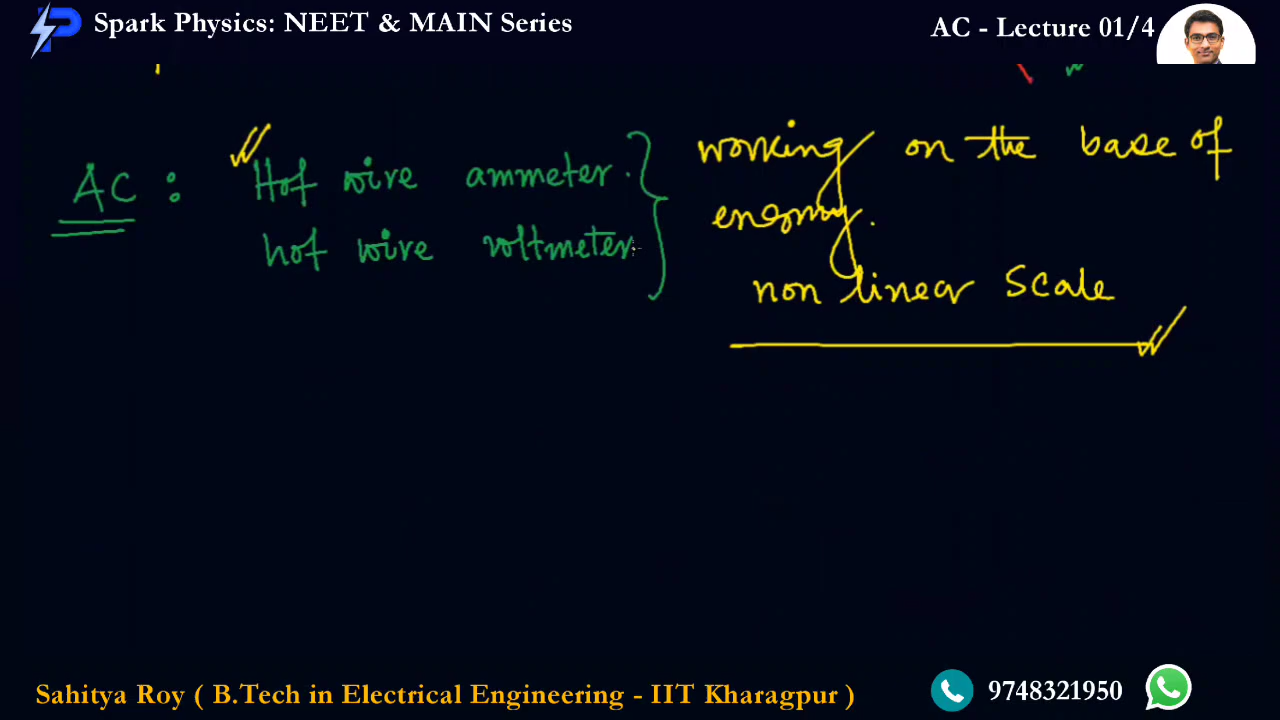 Spark Physics: NEET & MAIN Series
AC - Lecture 01/4
AC : Hot wire ammeter.
hot wire voltmeter
working on the base of
energy.
non linear scale
Sahitya Roy ( B.Tech in Electrical Engineering - IIT Kharagpur )
9748321950